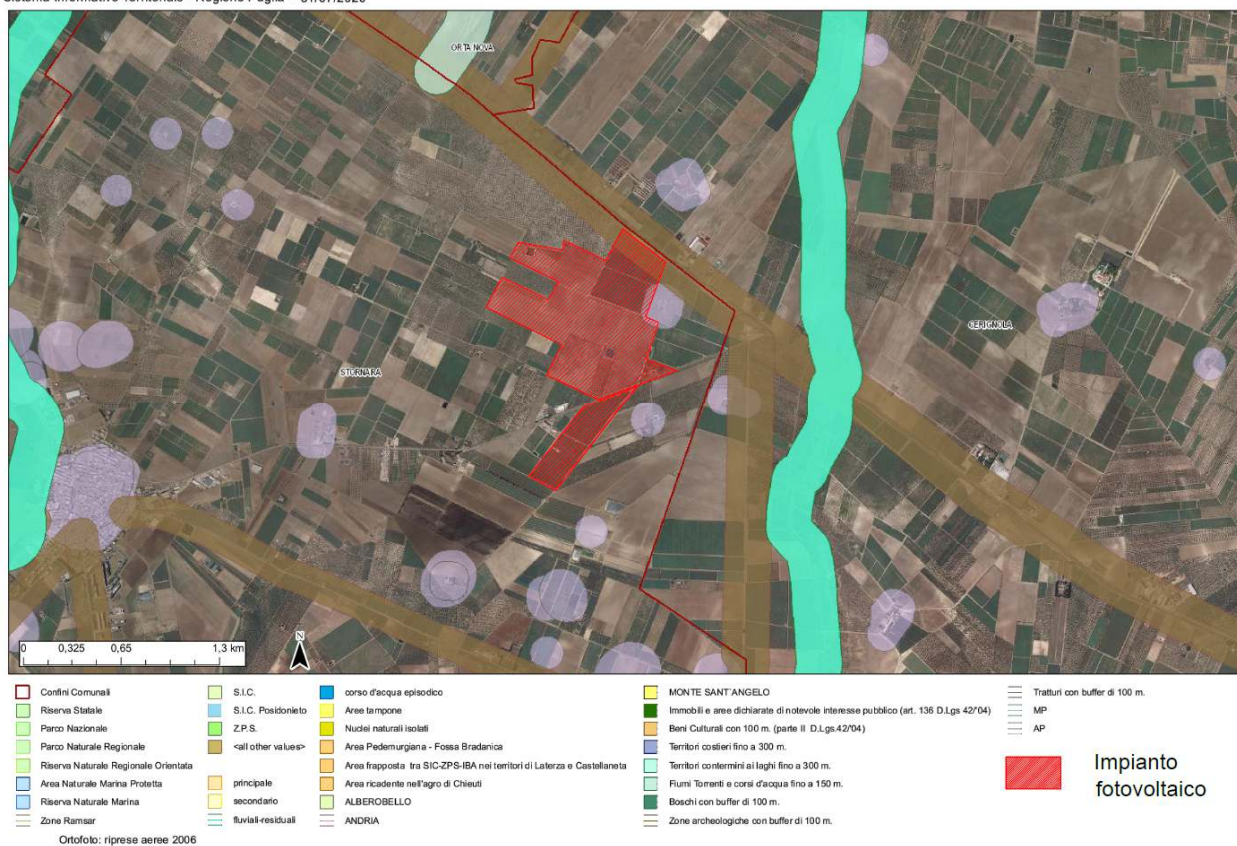 Sistema Informativo Territoriale - Regione Puglia
ORTA NOVA
CERIGNOLA
STORNARA
0 0,325 0,65 1,3 km
N
Confini Comunali
Riserva Statale
Parco Nazionale
Parco Naturale Regionale
Riserva Naturale Regionale Orientata
Area Naturale Marina Protetta
Riserva Naturale Marina
Zone Ramsar
S.I.C.
S.I.C. Posidonieto
Z.P.S.
<all other values>
principale
secondario
fluviali-residuali
corso d'acqua episodico
Aree tampone
Nuclei naturali isolati
Area Pedemurgiana - Fossa Bradanica
Area frapposta tra SIC-ZPS-IBA nei territori di Laterza e Castellaneta
Area ricadente nell'agro di Chieuti
ALBEROBELLO
ANDRIA
MONTE SANT'ANGELO
Immobili e aree dichiarate di notevole interesse pubblico (art. 136 D.Lgs 42/'04)
Beni Culturali con 100 m. (parte II D.Lgs.42/'04)
Territori costieri fino a 300 m.
Territori contermini ai laghi fino a 300 m.
Fiumi Torrenti e corsi d'acqua fino a 150 m.
Boschi con buffer di 100 m.
Zone archeologiche con buffer di 100 m.
Tratturi con buffer di 100 m.
MP
AP
Impianto
fotovoltaico
Ortofoto: riprese aeree 2006